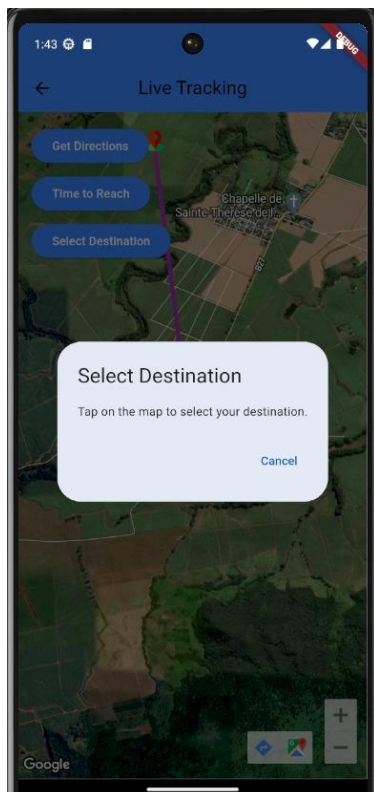 1:43
DEBUG
Live Tracking
Get Directions
Time to Reach
Select Destination
Chapelle de
Sainte-Thérèse de l'...
B27
Select Destination
Tap on the map to select your destination.
Cancel
+
−
Google